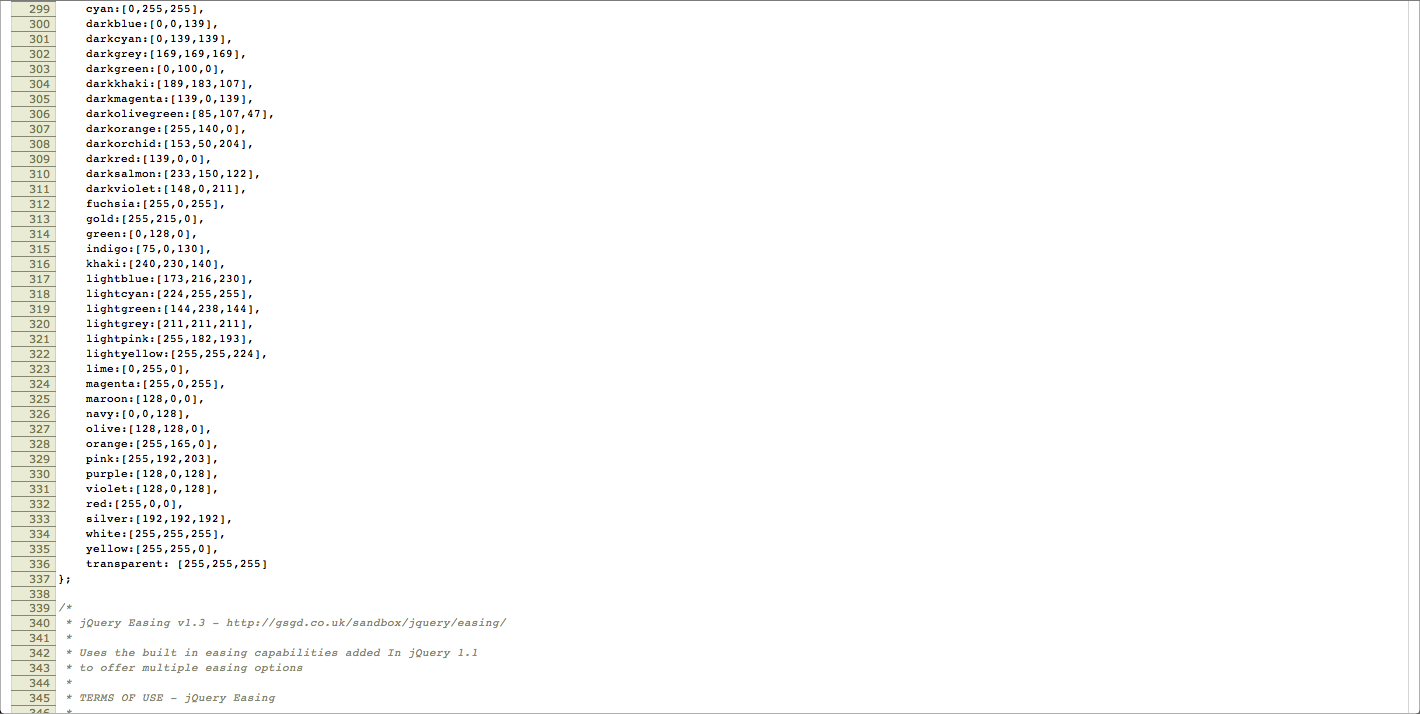 299 cyan:[0,255,255],
300 darkblue:[0,0,139],
301 darkcyan:[0,139,139],
302 darkgrey:[169,169,169],
303 darkgreen:[0,100,0],
304 darkkhaki:[189,183,107],
305 darkmagenta:[139,0,139],
306 darkolivegreen:[85,107,47],
307 darkorange:[255,140,0],
308 darkorchid:[153,50,204],
309 darkred:[139,0,0],
310 darksalmon:[233,150,122],
311 darkviolet:[148,0,211],
312 fuchsia:[255,0,255],
313 gold:[255,215,0],
314 green:[0,128,0],
315 indigo:[75,0,130],
316 khaki:[240,230,140],
317 lightblue:[173,216,230],
318 lightcyan:[224,255,255],
319 lightgreen:[144,238,144],
320 lightgrey:[211,211,211],
321 lightpink:[255,182,193],
322 lightyellow:[255,255,224],
323 lime:[0,255,0],
324 magenta:[255,0,255],
325 maroon:[128,0,0],
326 navy:[0,0,128],
327 olive:[128,128,0],
328 orange:[255,165,0],
329 pink:[255,192,203],
330 purple:[128,0,128],
331 violet:[128,0,128],
332 red:[255,0,0],
333 silver:[192,192,192],
334 white:[255,255,255],
335 yellow:[255,255,0],
336 transparent: [255,255,255]
337 };
338
339 /*
340 * jQuery Easing v1.3 - http://gsgd.co.uk/sandbox/jquery/easing/
341 *
342 * Uses the built in easing capabilities added In jQuery 1.1
343 * to offer multiple easing options
344 *
345 * TERMS OF USE - jQuery Easing
346 *